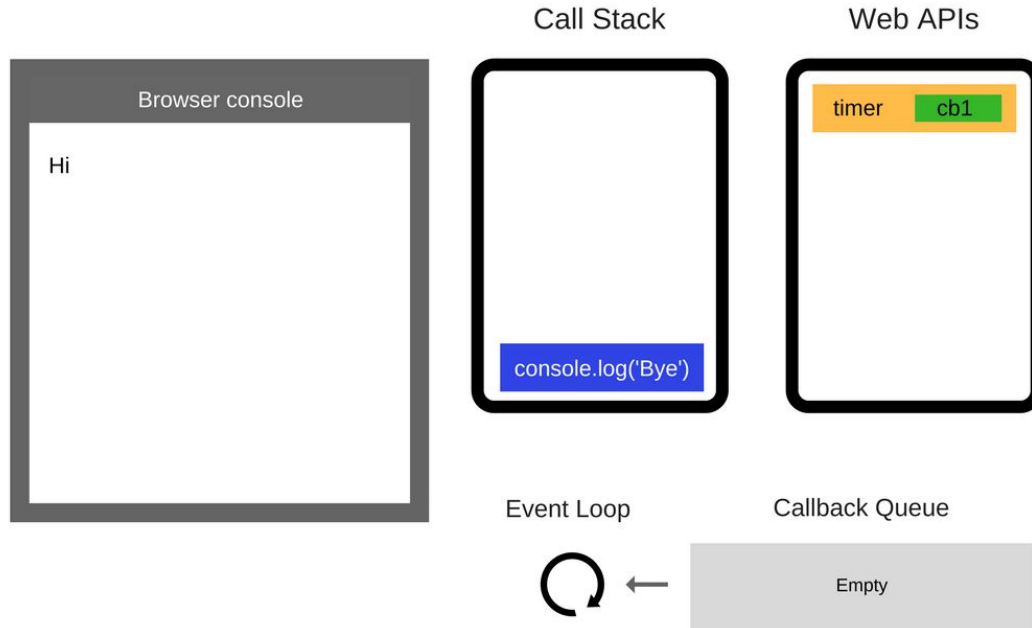 Call Stack
Web APIs
Browser console
timer
cb1
Hi
console.log('Bye')
Event Loop
Callback Queue
Empty